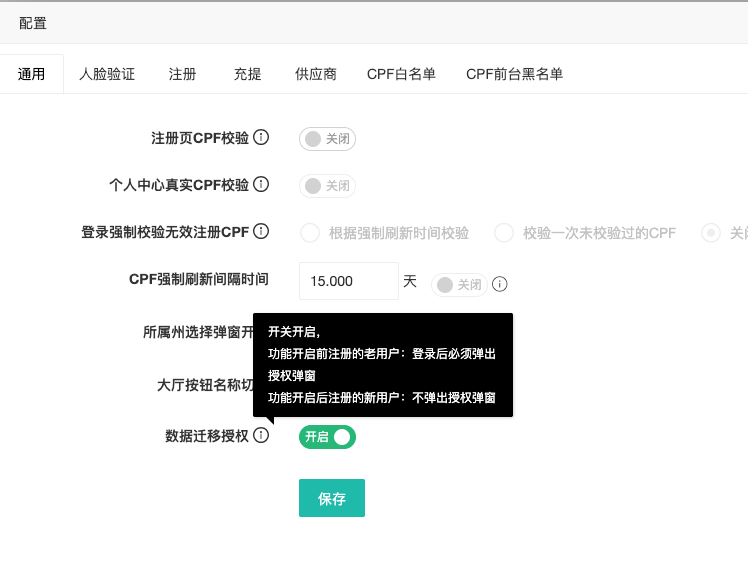 配置
通用 人脸验证 注册 充提 供应商 CPF白名单 CPF前台黑名单
注册页CPF校验 关闭
个人中心真实CPF校验 关闭
登录强制校验无效注册CPF 根据强制刷新时间校验 校验一次未校验过的CPF 关闭
CPF强制刷新间隔时间 15.000 天 关闭
所属州选择弹窗开
开关开启，
功能开启前注册的老用户：登录后必须弹出
授权弹窗
功能开启后注册的新用户：不弹出授权弹窗
大厅按钮名称切
数据迁移授权 开启
保存